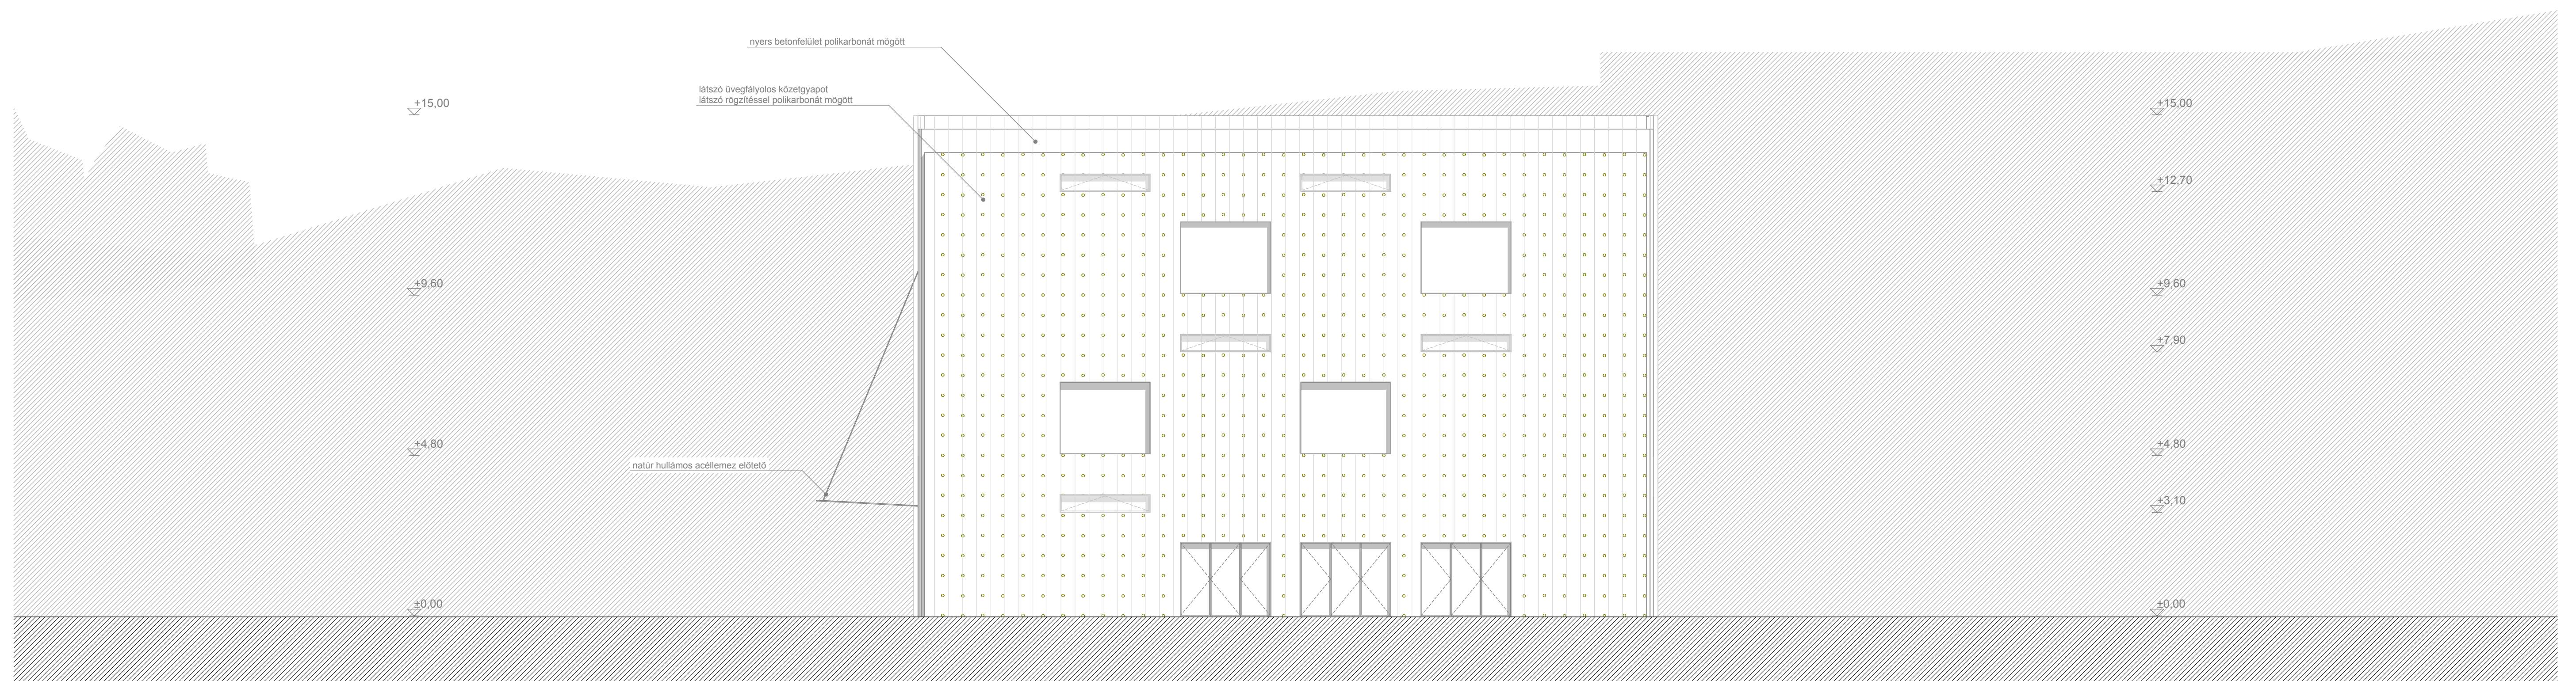 nyers betonfelület polikarbonát mögött
látszó üvegfályolos kőzetgyapot
látszó rögzítéssel polikarbonát mögött
+15,00
+15,00
+12,70
+9,60
+9,60
+7,90
+4,80
+4,80
natúr hullámos acéllemez előtető
+3,10
±0,00
±0,00